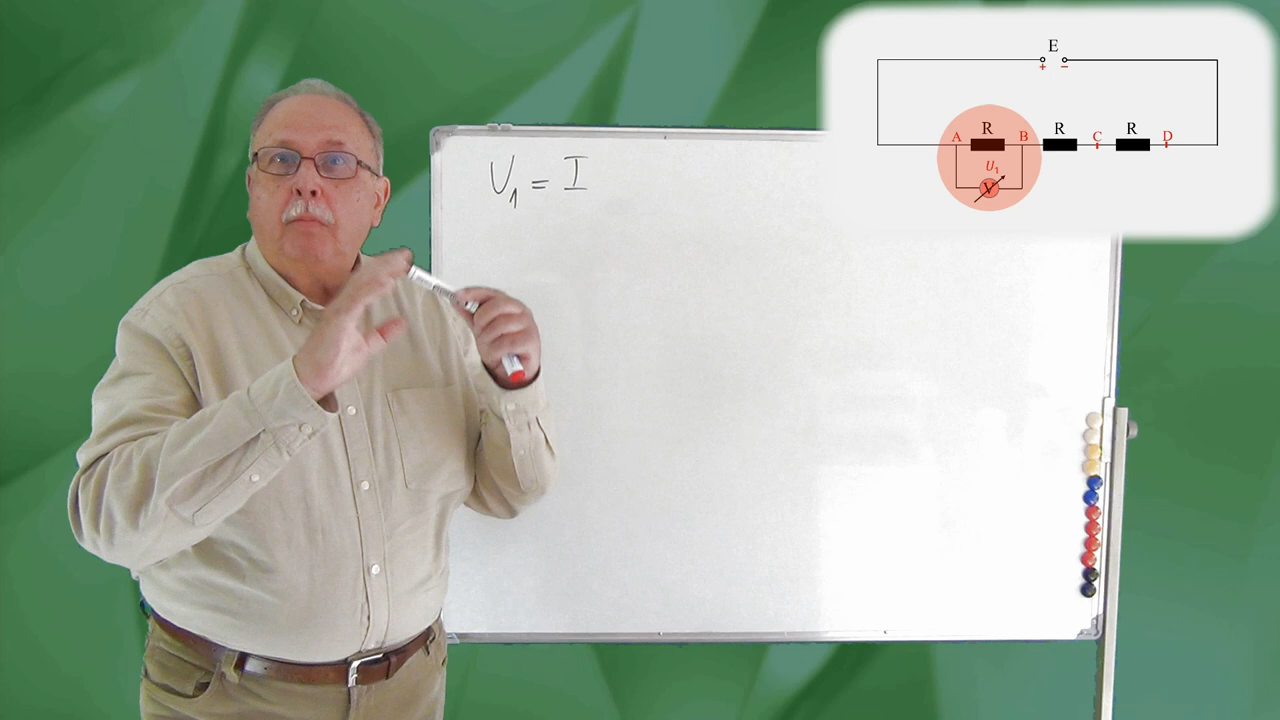 U₁ = I
E
+ −
A R B R C R D
U₁
V